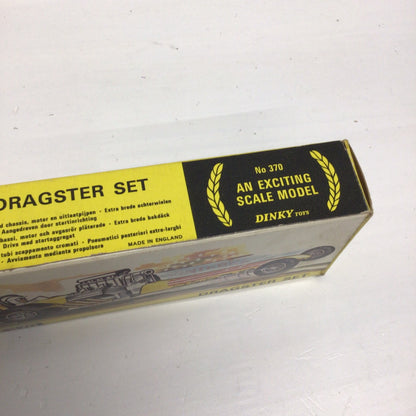 DRAGSTER SET
chassis, motor en uitlaatpijpen - Extra brede achterwielen
Aangedreven door startinrichting
motor och avgasrör pläterade - Extra breda bakdäck
Drivs med startaggregat
tubi scappamento cromati - Pneumatici posteriori extra-larghi
- Avviamento mediante propulsore
MADE IN ENGLAND
No 370
AN EXCITING
SCALE MODEL
DINKY TOYS
DRAGSTER SET